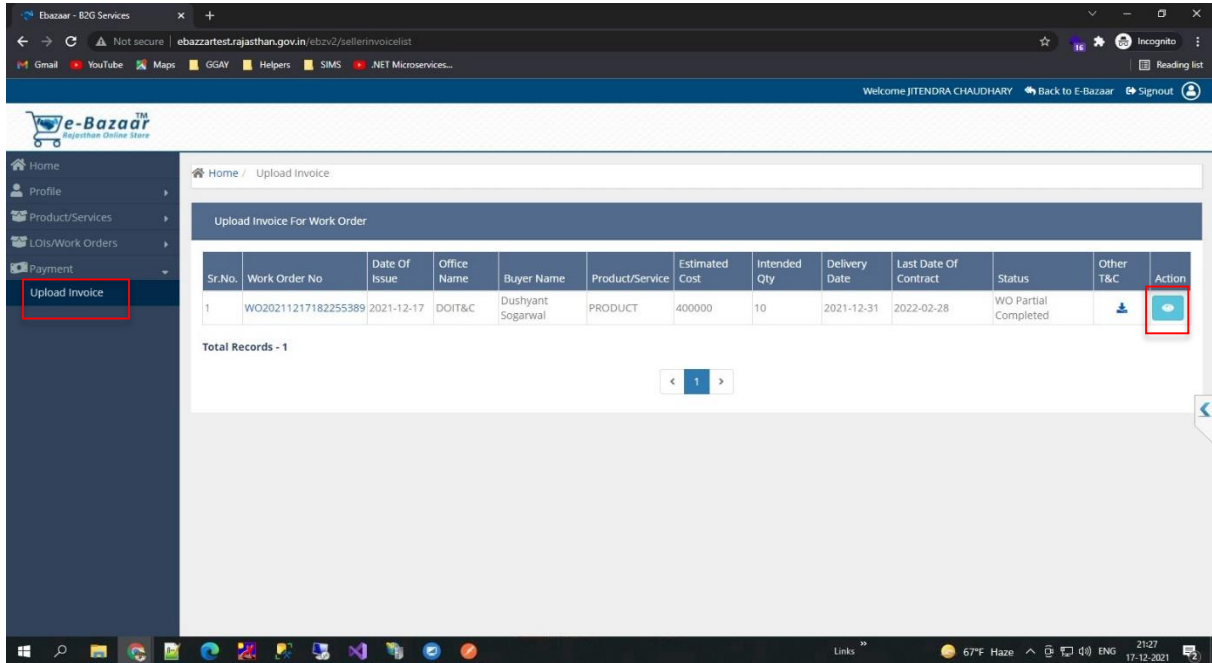 Ebazaar - B2G Services
Not secure | ebazzartest.rajasthan.gov.in/ebzv2/sellerinvoicelist
16
Incognito
Gmail YouTube Maps GGAY Helpers SIMS .NET Microservices...
Reading list
Welcome JITENDRA CHAUDHARY Back to E-Bazaar Signout
e-Bazaar TM
Rajasthan Online Store
Home
Profile
Product/Services
LOIs/Work Orders
Payment
Upload Invoice
Home / Upload Invoice
Upload Invoice For Work Order
Sr.No. Work Order No Date Of Issue Office Name Buyer Name Product/Service Estimated Cost Intended Qty Delivery Date Last Date Of Contract Status Other T&C Action
1 WO20211217182255389 2021-12-17 DOIT&C Dushyant Sogarwal PRODUCT 400000 10 2021-12-31 2022-02-28 WO Partial Completed
Total Records - 1
< 1 >
Links
67°F Haze
ENG
21:27
17-12-2021
2